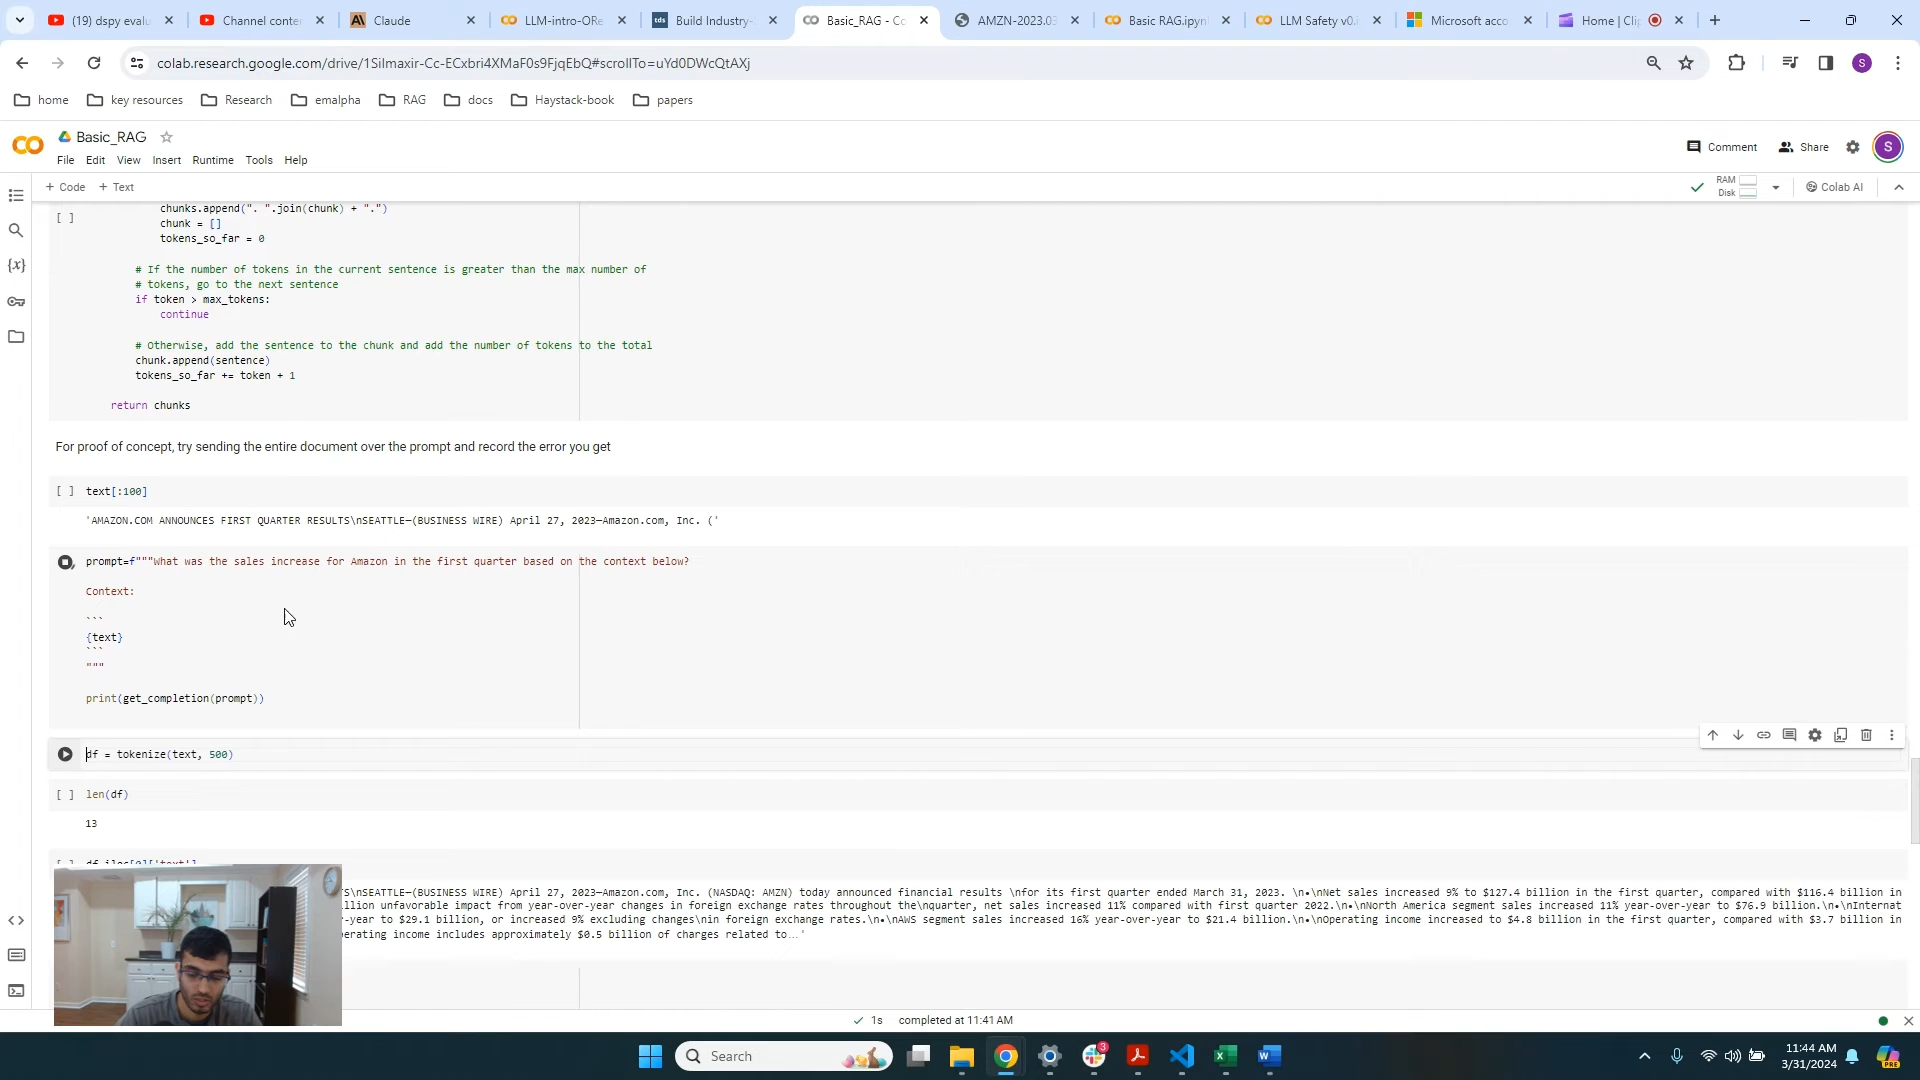 (19) dspy evalu
Channel conte
Claude
LLM-intro-ORe
Build Industry-
Basic_RAG - Co
AMZN-2023.03
Basic RAG.ipyn
LLM Safety v0.
Microsoft acco
Home | Cli
colab.research.google.com/drive/1SiImaxir-Cc-ECxbri4XMaF0s9FjqEbQ#scrollTo=uYd0DWcQtAXj
S
home
key resources
Research
emalpha
RAG
docs
Haystack-book
papers
Basic_RAG
File Edit View Insert Runtime Tools Help
Comment
Share
S
+ Code + Text
RAM
Disk
Colab AI
[ ]
chunks.append(". ".join(chunk) + ".")
chunk = []
tokens_so_far = 0
# If the number of tokens in the current sentence is greater than the max number of
# tokens, go to the next sentence
if token > max_tokens:
continue
# Otherwise, add the sentence to the chunk and add the number of tokens to the total
chunk.append(sentence)
tokens_so_far += token + 1
return chunks
For proof of concept, try sending the entire document over the prompt and record the error you get
[ ] text[:100]
'AMAZON.COM ANNOUNCES FIRST QUARTER RESULTS\nSEATTLE—(BUSINESS WIRE) April 27, 2023—Amazon.com, Inc. ('
prompt=f"""What was the sales increase for Amazon in the first quarter based on the context below?
Context:
```
{text}
```
"""
print(get_completion(prompt))
df = tokenize(text, 500)
[ ] len(df)
13
[ ] df.iloc[0]['text']
TS\nSEATTLE—(BUSINESS WIRE) April 27, 2023—Amazon.com, Inc. (NASDAQ: AMZN) today announced financial results \nfor its first quarter ended March 31, 2023. \n•\nNet sales increased 9% to $127.4 billion in the first quarter, compared with $116.4 billion in
illion unfavorable impact from year-over-year changes in foreign exchange rates throughout the\nquarter, net sales increased 11% compared with first quarter 2022.\n•\nNorth America segment sales increased 11% year-over-year to $76.9 billion.\n•\nInternat
-year to $29.1 billion, or increased 9% excluding changes\nin foreign exchange rates.\n•\nAWS segment sales increased 16% year-over-year to $21.4 billion.\n•\nOperating income increased to $4.8 billion in the first quarter, compared with $3.7 billion in
erating income includes approximately $0.5 billion of charges related to…'
1s completed at 11:41 AM
Search
3
11:44 AM
3/31/2024
PRE